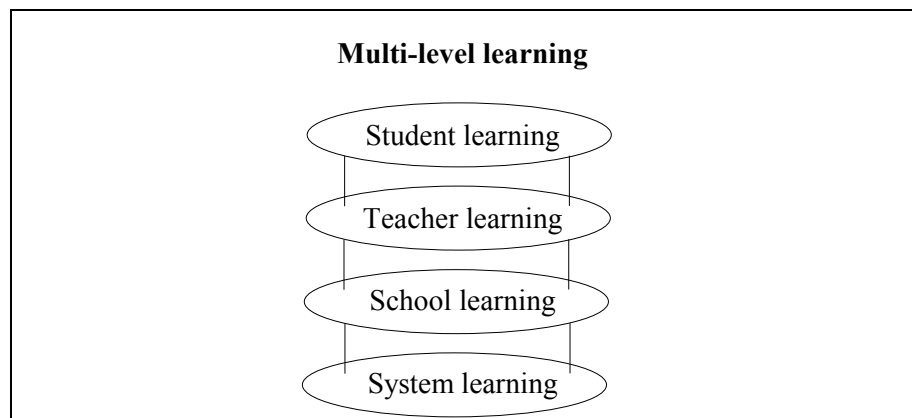 Multi-level learning
Student learning
Teacher learning
School learning
System learning